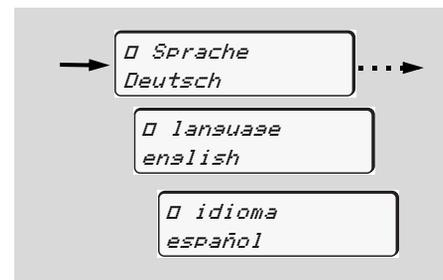 ▯ Sprache
Deutsch
▯ language
english
▯ idioma
español